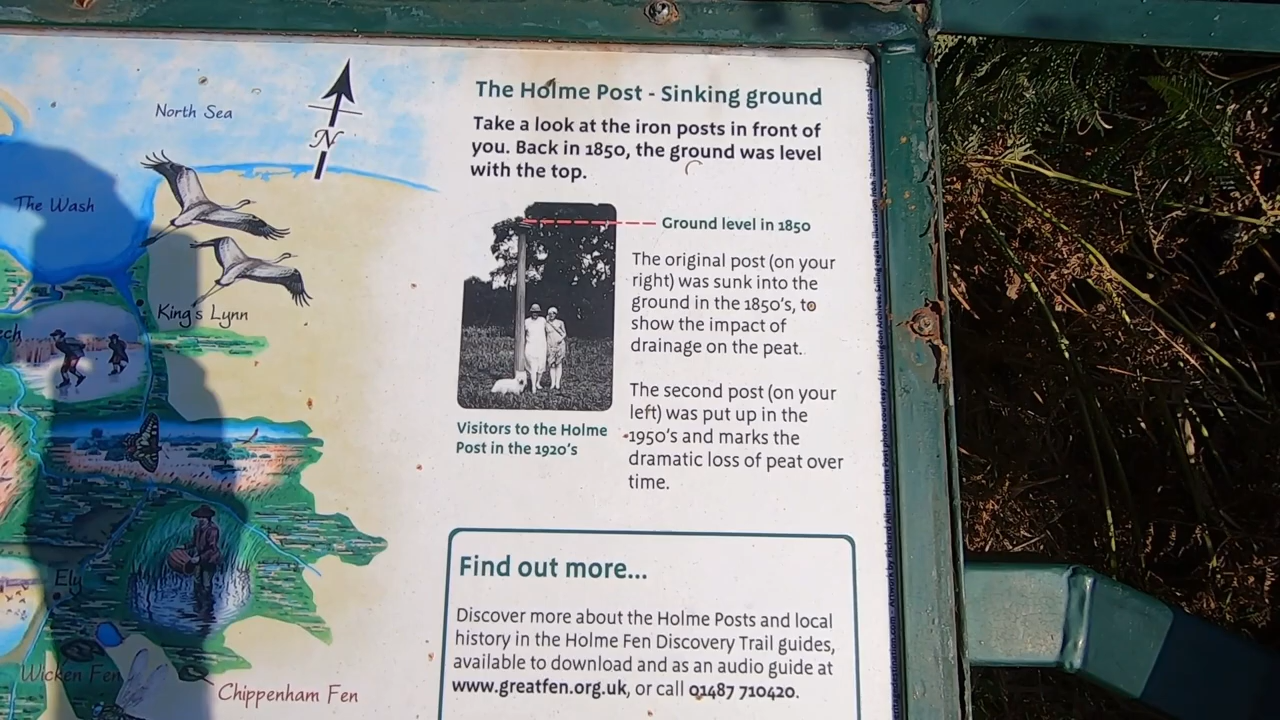 North Sea
N
The Wash
King's Lynn
Ely
Wicken Fen
Chippenham Fen
The Holme Post - Sinking ground
Take a look at the iron posts in front of
you. Back in 1850, the ground was level
with the top.
Ground level in 1850
The original post (on your
right) was sunk into the
ground in the 1850's, to
show the impact of
drainage on the peat.
Visitors to the Holme
Post in the 1920's
The second post (on your
left) was put up in the
1950's and marks the
dramatic loss of peat over
time.
Find out more...
Discover more about the Holme Posts and local
history in the Holme Fen Discovery Trail guides,
available to download and as an audio guide at
www.greatfen.org.uk, or call 01487 710420.